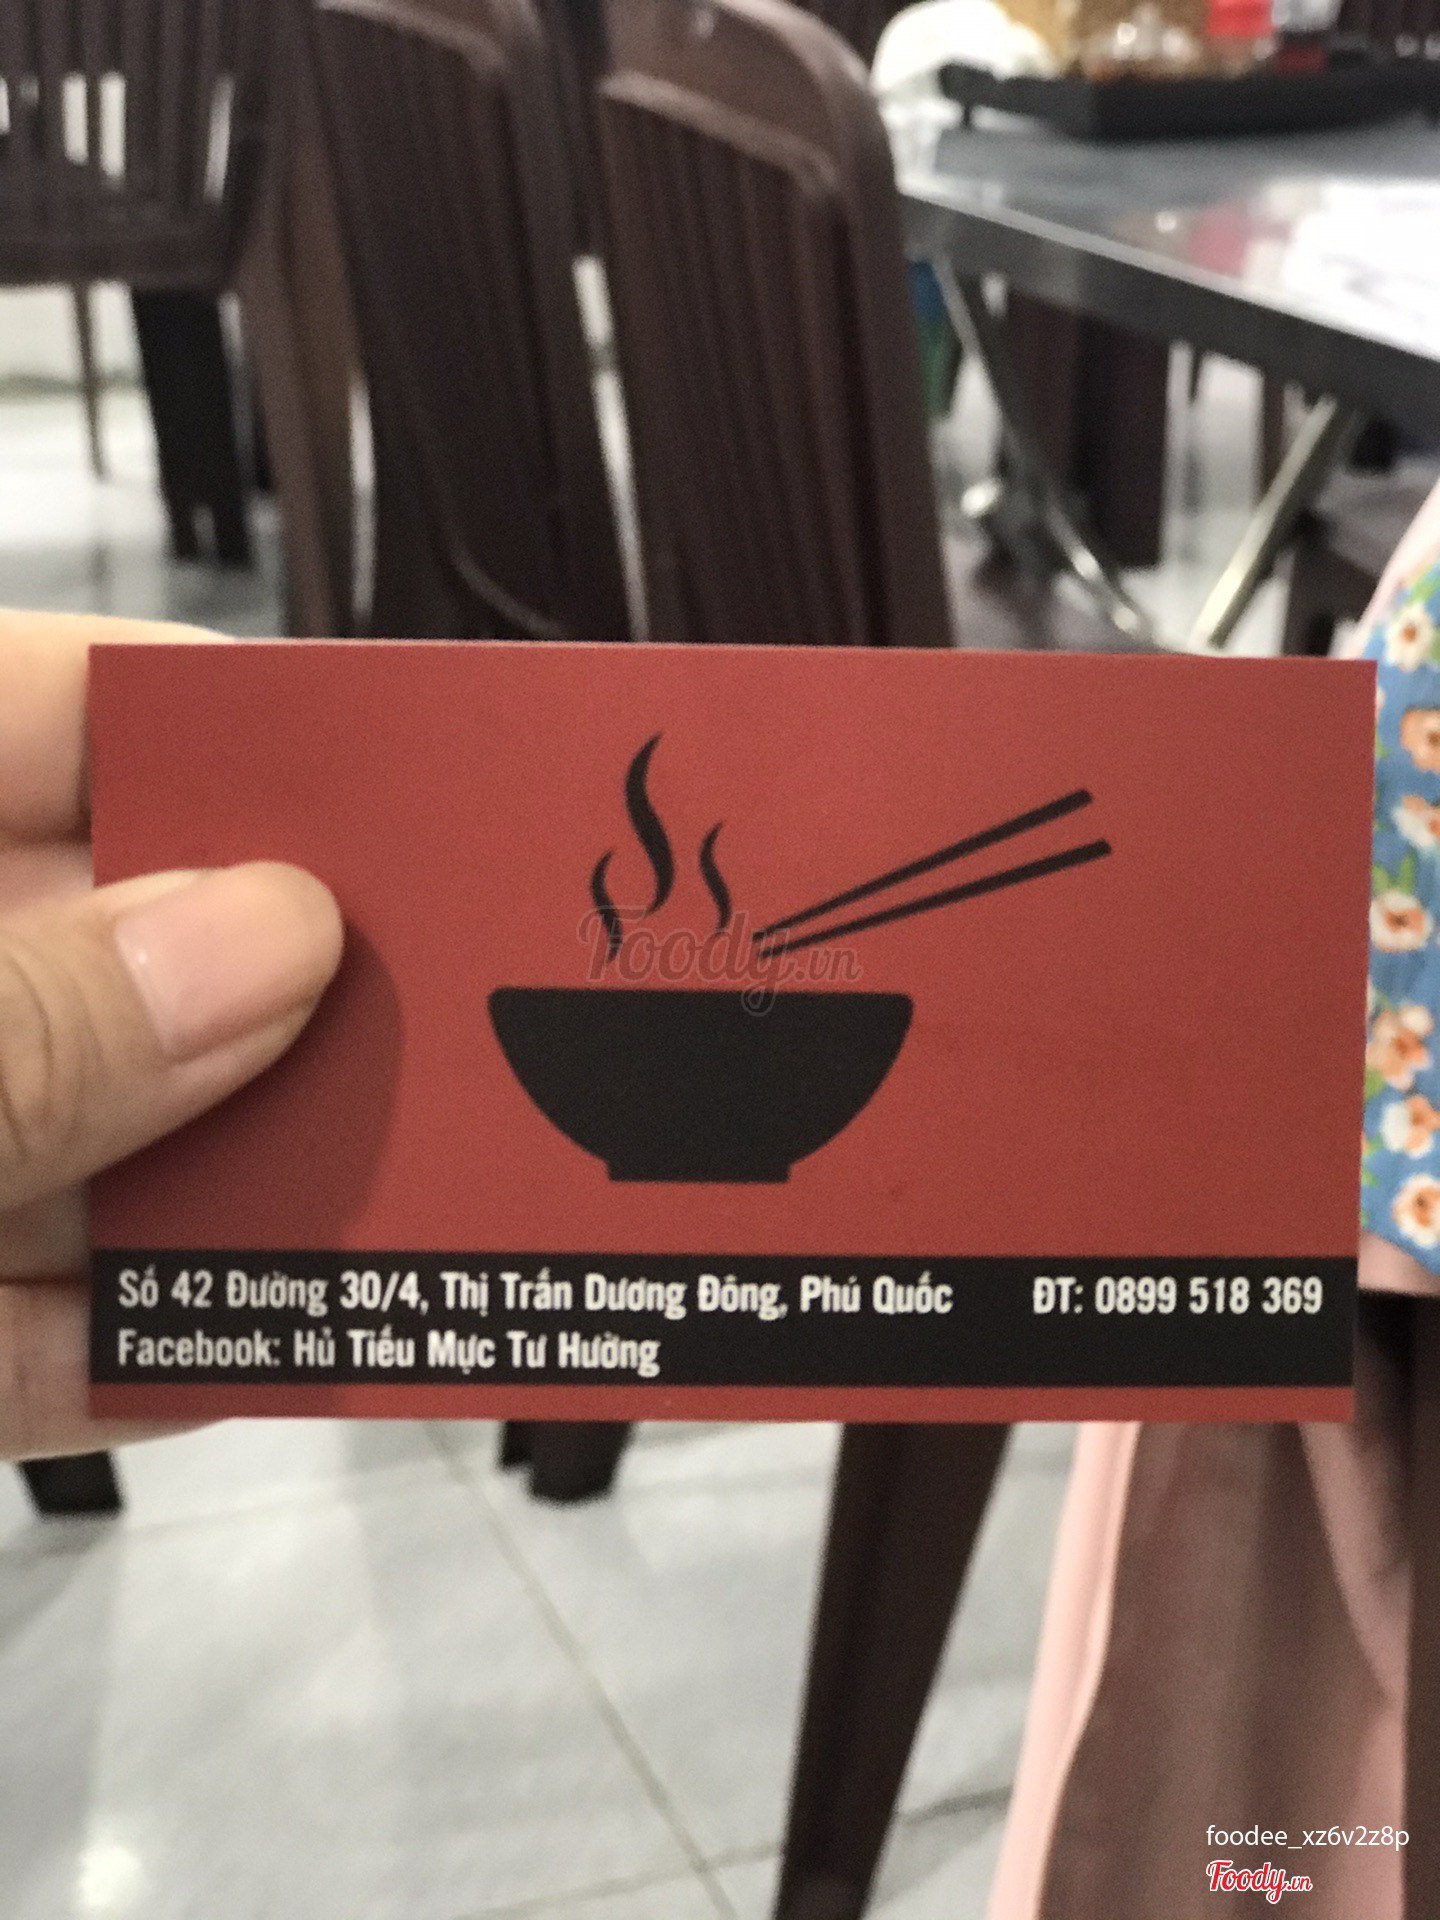 Foody.vn
Số 42 Đường 30/4, Thị Trấn Dương Đông, Phú Quốc ĐT: 0899 518 369
Facebook: Hủ Tiếu Mực Tư Hường
foodee_xz6v2z8p
Foody.vn